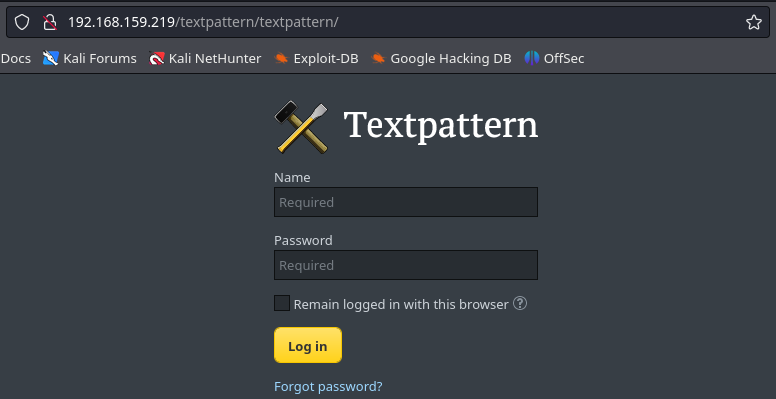 192.168.159.219/textpattern/textpattern/
Docs Kali Forums Kali NetHunter Exploit-DB Google Hacking DB OffSec
Textpattern
Name
Required
Password
Required
Remain logged in with this browser ?
Log in
Forgot password?